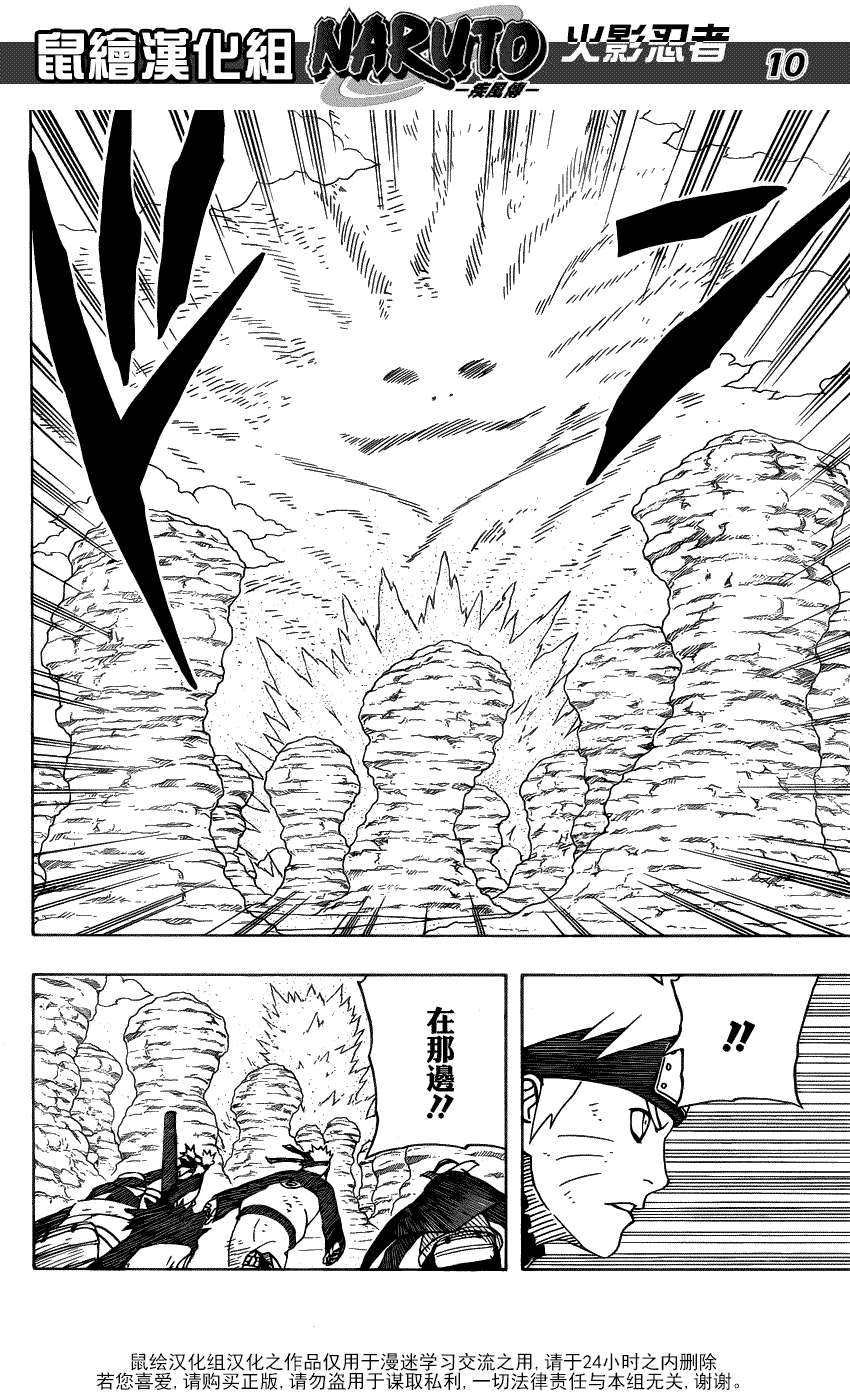 鼠繪漢化組
NARUTO
火影忍者
10
疾風傳
ズ
ド
ン
!!
在那邊!!
鼠绘汉化组汉化之作品仅用于漫迷学习交流之用,请于24小时之内删除
若您喜爱,请购买正版,请勿盗用于谋取私利,一切法律责任与本组无关,谢谢。